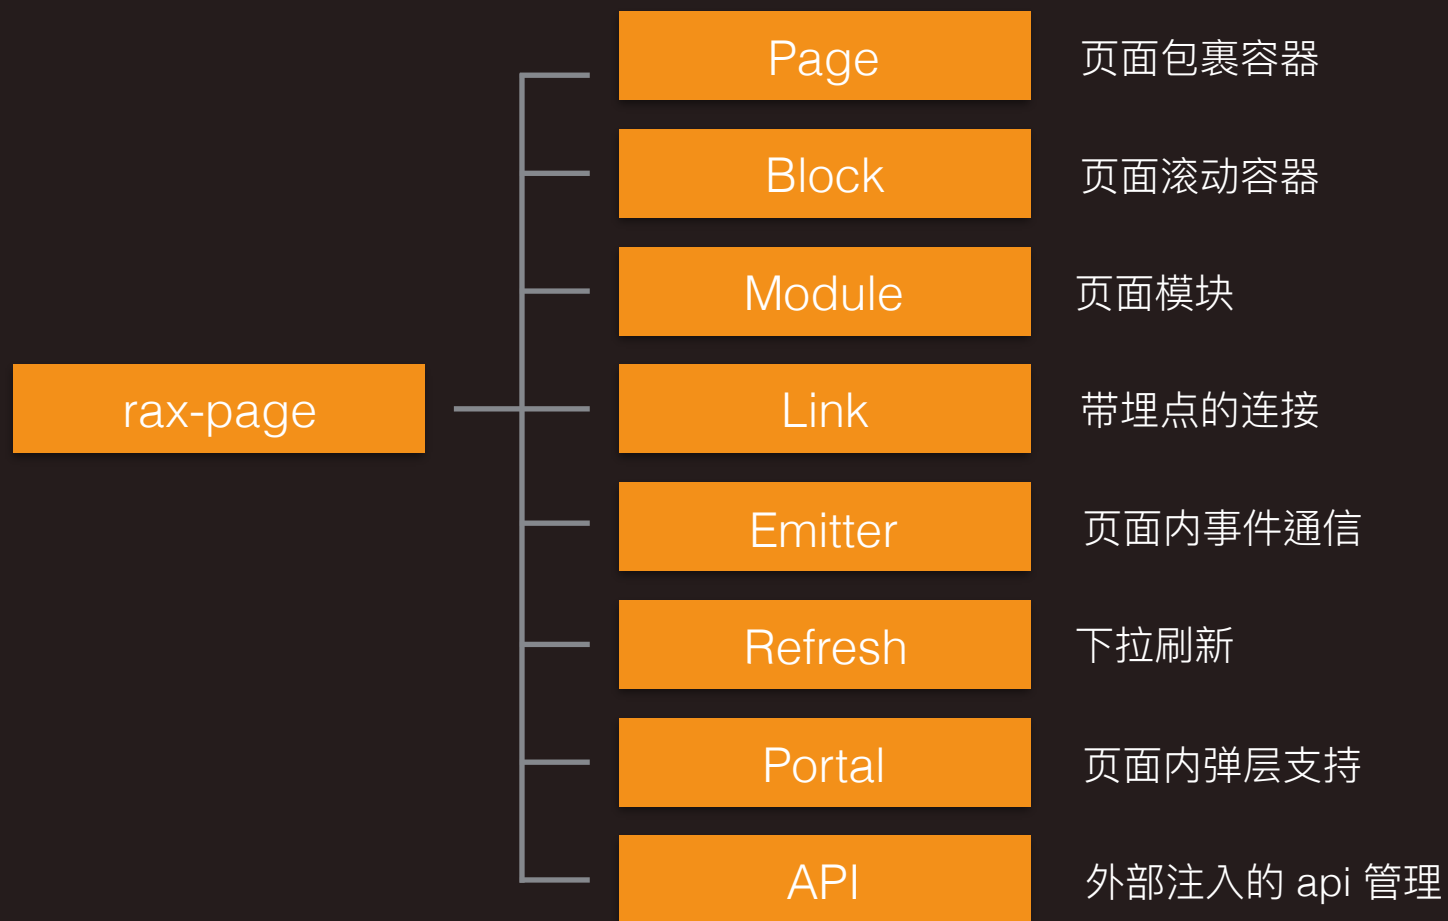 Page 页面包裹容器
Block 页面滚动容器
Module 页面模块
rax-page Link 带埋点的连接
Emitter 页面内事件通信
Refresh 下拉刷新
Portal 页面内弹层支持
API 外部注入的 api 管理